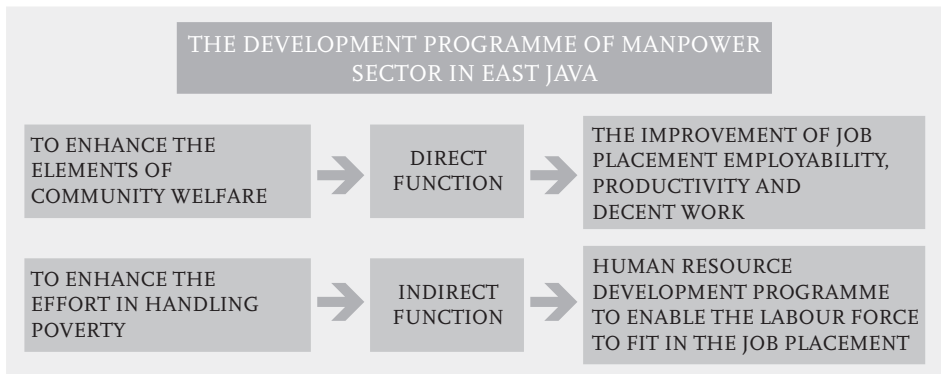 THE DEVELOPMENT PROGRAMME OF MANPOWER
SECTOR IN EAST JAVA
TO ENHANCE THE
ELEMENTS OF
COMMUNITY WELFARE
DIRECT
FUNCTION
THE IMPROVEMENT OF JOB
PLACEMENT EMPLOYABILITY,
PRODUCTIVITY AND
DECENT WORK
TO ENHANCE THE
EFFORT IN HANDLING
POVERTY
INDIRECT
FUNCTION
HUMAN RESOURCE
DEVELOPMENT PROGRAMME
TO ENABLE THE LABOUR FORCE
TO FIT IN THE JOB PLACEMENT